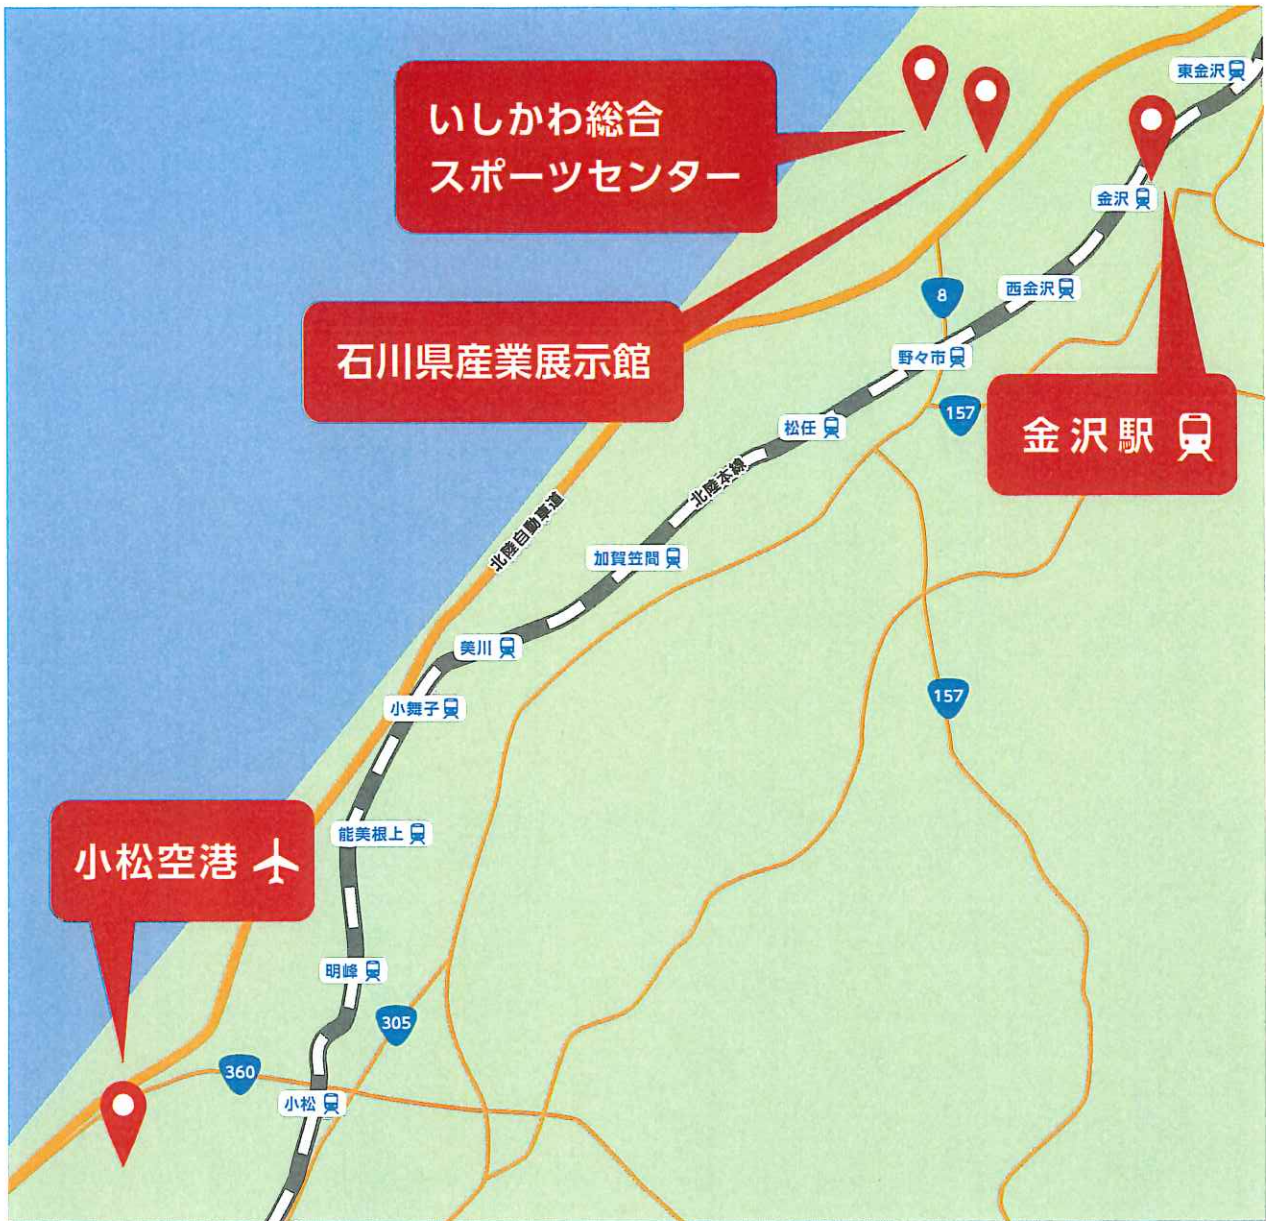 東金沢
いしかわ総合
スポーツセンター
金沢
西金沢
8
石川県産業展示館
野々市
157
松任
金沢駅
北陸本線
北陸自動車道
加賀笠間
美川
157
小舞子
能美根上
小松空港
明峰
305
360
小松